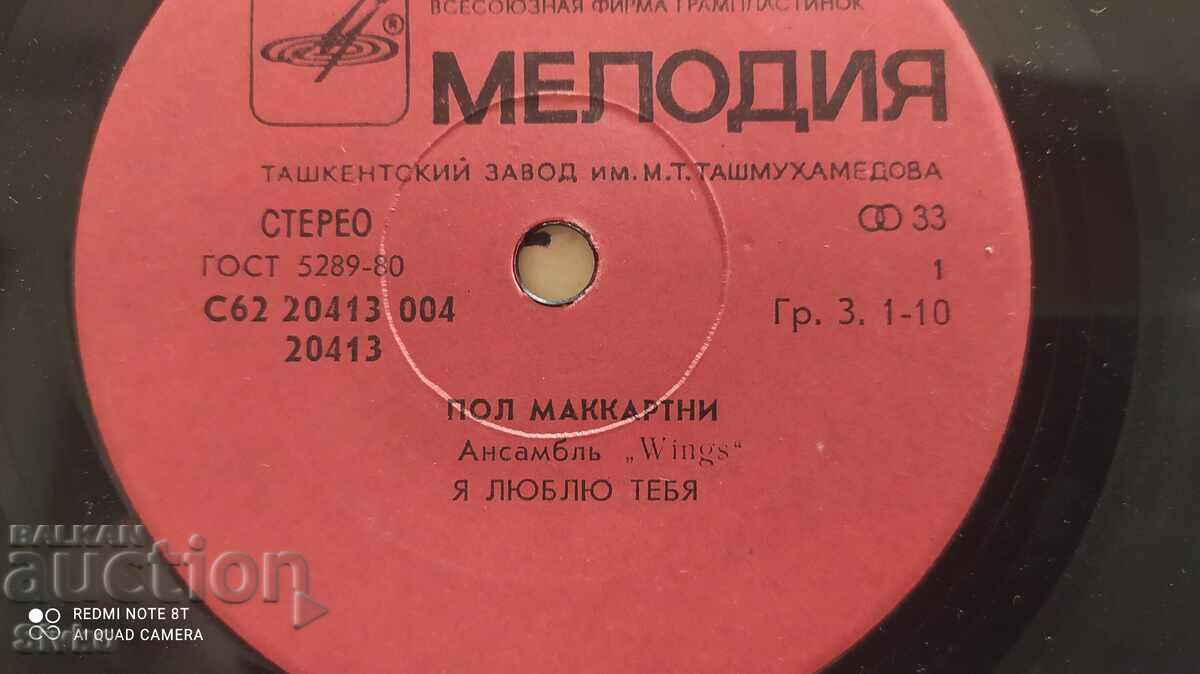 ВСЕСОЮЗНАЯ ФИРМА ГРАМПЛАСТИНОК
®
МЕЛОДИЯ
ТАШКЕНТСКИЙ ЗАВОД ИМ. М. Т. ТАШМУХАМЕДОВА
СТЕРЕО
33
ГОСТ 5289-80
1
С62 20413 004
Гр. 3. 1-10
20413
ПОЛ МАККАРТНИ
Ансамбль „Wings“
Я ЛЮБЛЮ ТЕБЯ
BALKAN
auction
REDMI NOTE 8T
AI QUAD CAMERA